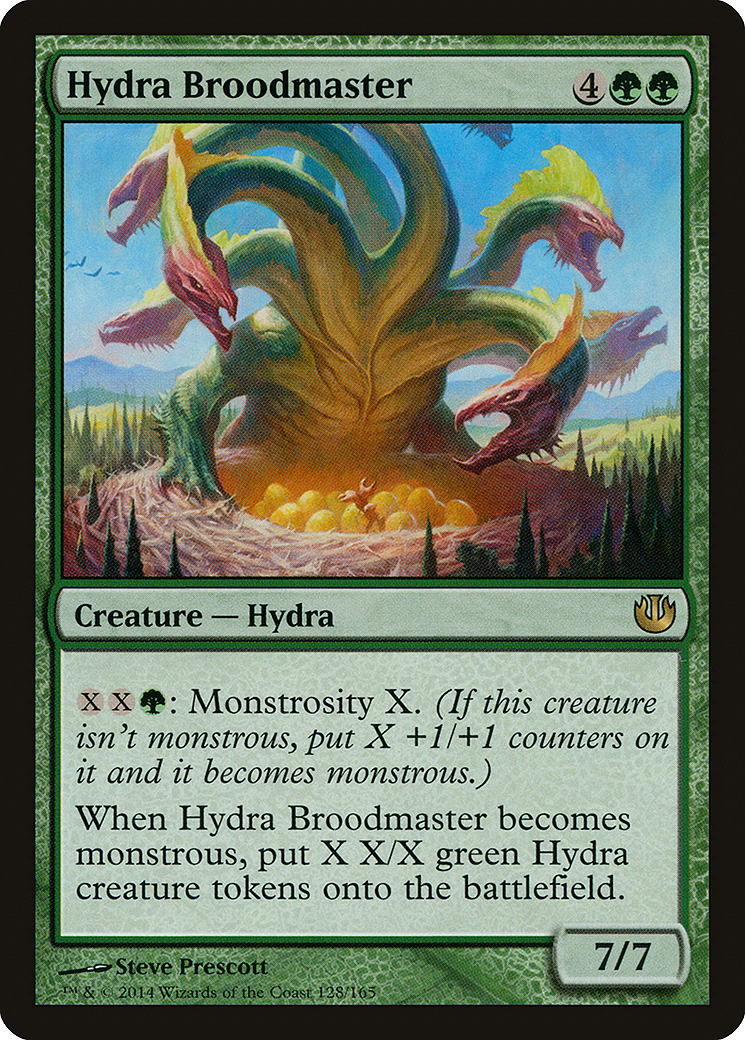 Hydra Broodmaster 4
Creature — Hydra
X X : Monstrosity X. (If this creature
isn't monstrous, put X +1/+1 counters on
it and it becomes monstrous.)
When Hydra Broodmaster becomes
monstrous, put X X/X green Hydra
creature tokens onto the battlefield.
7/7
Steve Prescott
™ & © 2014 Wizards of the Coast 128/165